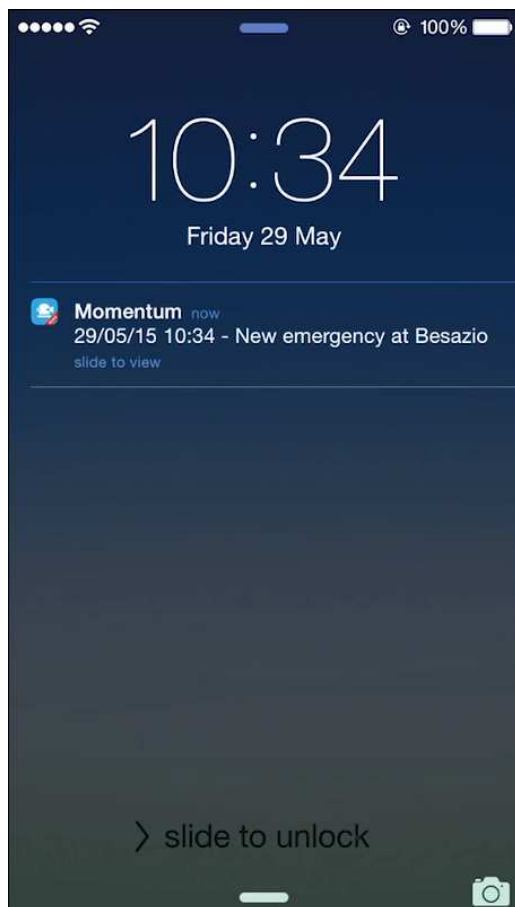 100%
10:34
Friday 29 May
Momentum now
29/05/15 10:34 - New emergency at Besazio
slide to view
> slide to unlock